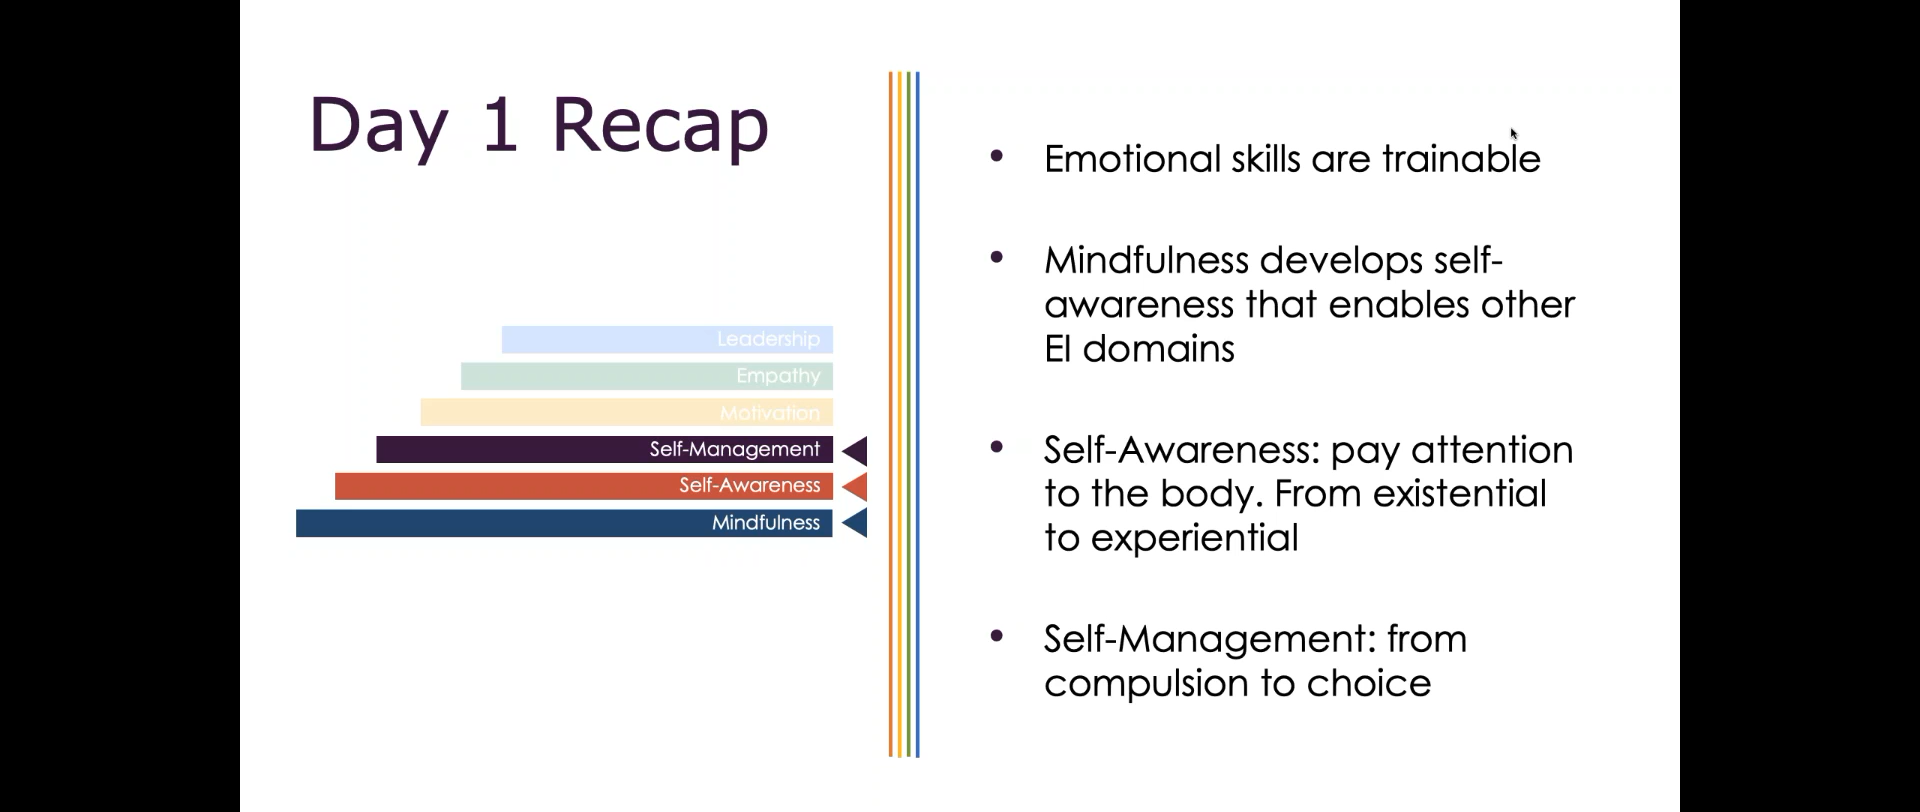 Day 1 Recap
Leadership
Empathy
Motivation
Self-Management
Self-Awareness
Mindfulness
• Emotional skills are trainable
• Mindfulness develops self-
awareness that enables other
EI domains
• Self-Awareness: pay attention
to the body. From existential
to experiential
• Self-Management: from
compulsion to choice